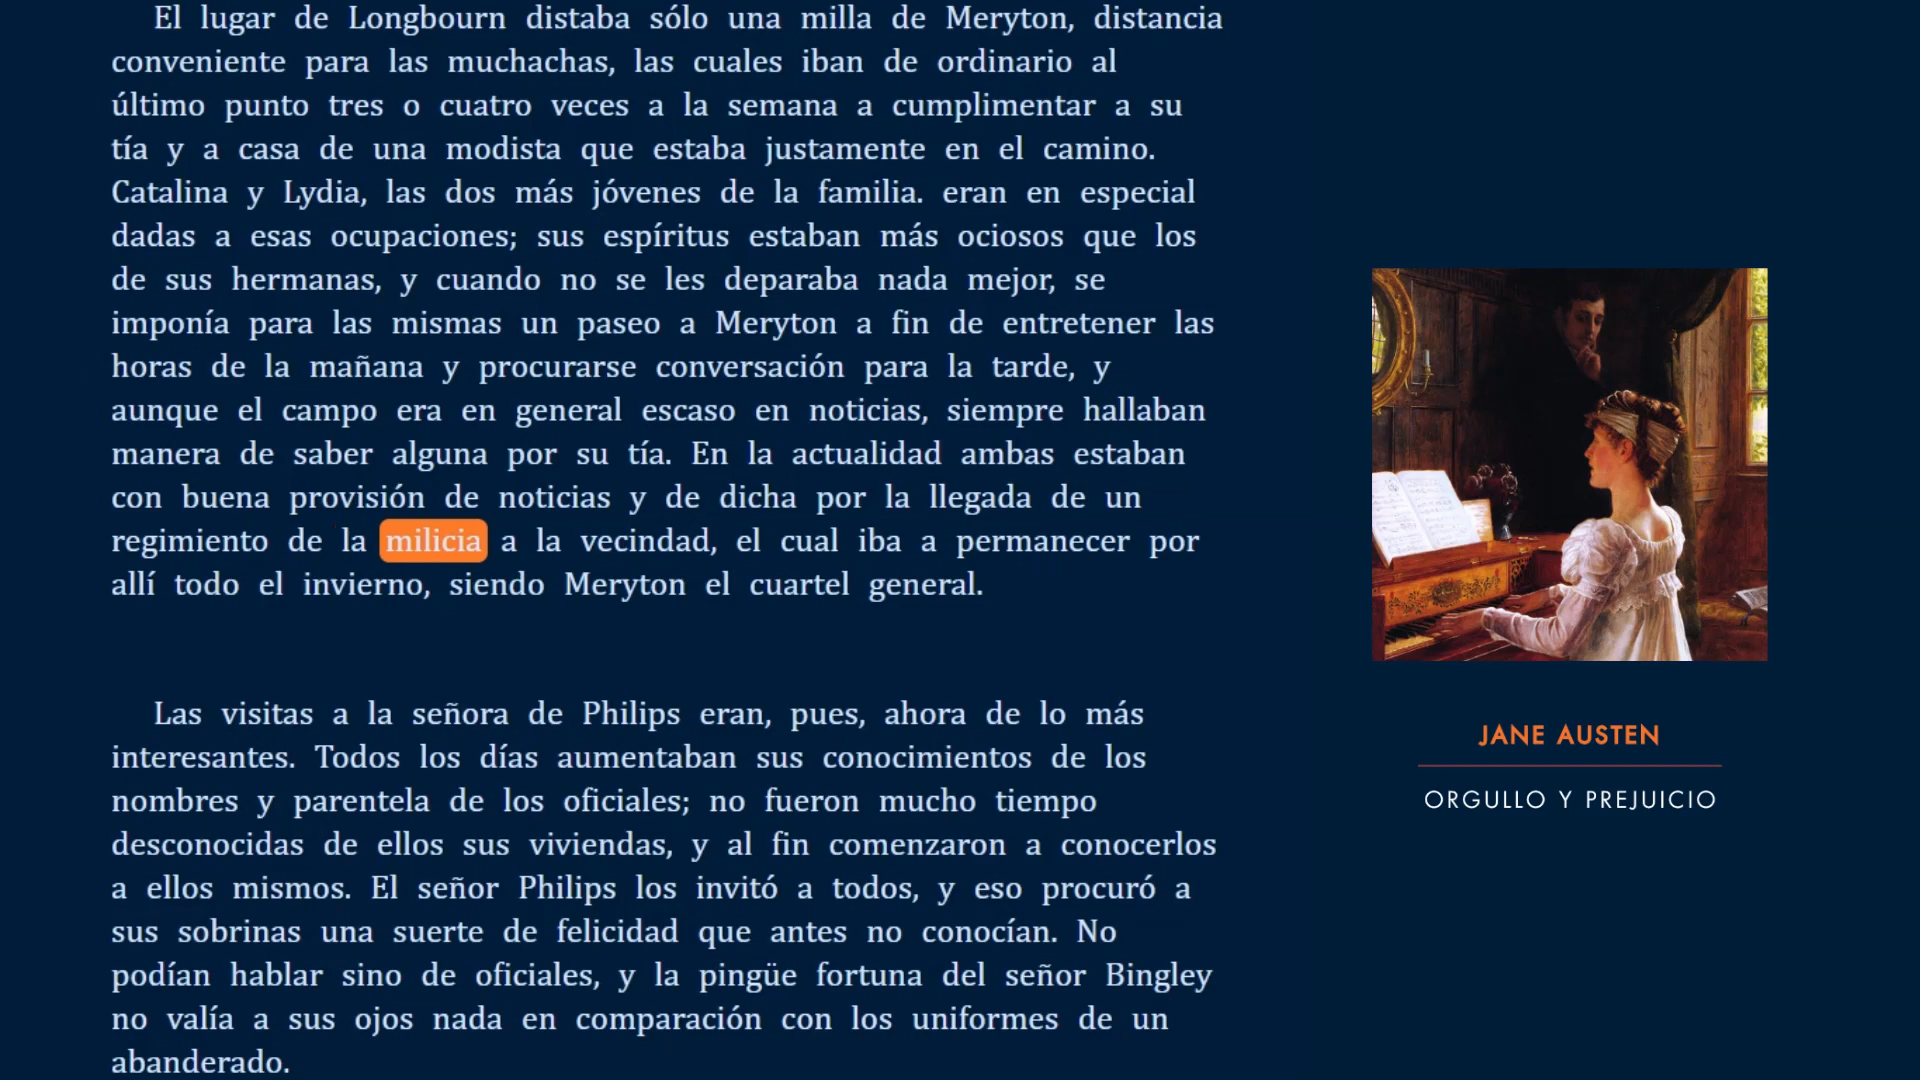 El lugar de Longbourn distaba sólo una milla de Meryton, distancia
conveniente para las muchachas, las cuales iban de ordinario al
último punto tres o cuatro veces a la semana a cumplimentar a su
tía y a casa de una modista que estaba justamente en el camino.
Catalina y Lydia, las dos más jóvenes de la familia. eran en especial
dadas a esas ocupaciones; sus espíritus estaban más ociosos que los
de sus hermanas, y cuando no se les deparaba nada mejor, se
imponía para las mismas un paseo a Meryton a fin de entretener las
horas de la mañana y procurarse conversación para la tarde, y
aunque el campo era en general escaso en noticias, siempre hallaban
manera de saber alguna por su tía. En la actualidad ambas estaban
con buena provisión de noticias y de dicha por la llegada de un
regimiento de la milicia a la vecindad, el cual iba a permanecer por
allí todo el invierno, siendo Meryton el cuartel general.
Las visitas a la señora de Philips eran, pues, ahora de lo más
interesantes. Todos los días aumentaban sus conocimientos de los
nombres y parentela de los oficiales; no fueron mucho tiempo
desconocidas de ellos sus viviendas, y al fin comenzaron a conocerlos
a ellos mismos. El señor Philips los invitó a todos, y eso procuró a
sus sobrinas una suerte de felicidad que antes no conocían. No
podían hablar sino de oficiales, y la pingüe fortuna del señor Bingley
no valía a sus ojos nada en comparación con los uniformes de un
abanderado.
JANE AUSTEN
ORGULLO Y PREJUICIO